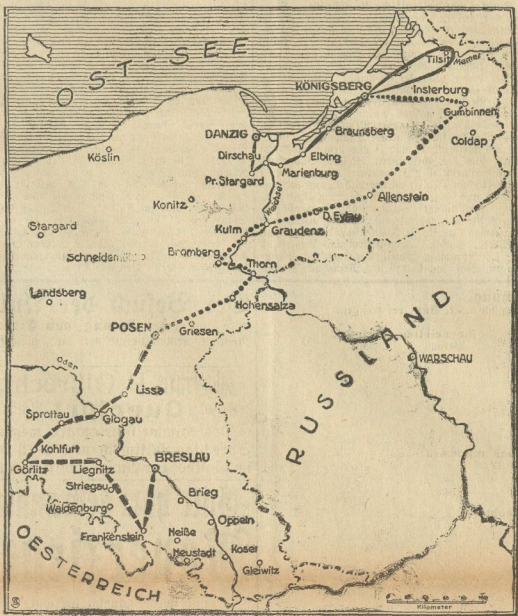 OST-SEE
Tilsit
Memel
KÖNIGSBERG
Insterburg
Gumbinnen
DANZIG
Braunsberg
Goldap
Köslin
Dirschau
Elbing
Marienburg
Pr. Stargard
Weichsel
Konitz
Allenstein
Stargard
D. Eylau
Kulm
Graudenz
Bromberg
Thorn
Landsberg
Hohensalza
POSEN
Griesen
RUSSLAND
WARSCHAU
Oder
Lissa
Sprottau
Glogau
Kohlfurt
Görlitz
Liegnitz
BRESLAU
Striegau
Brieg
Waldenburg
Oppeln
Frankenstein
Neiße
Kosel
Neustadt
Gleiwitz
OESTERREICH
Kilometer